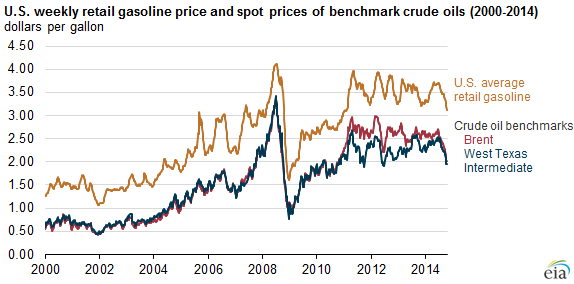 U.S. weekly retail gasoline price and spot prices of benchmark crude oils (2000-2014)
dollars per gallon
4.50
4.00
3.50
3.00
2.50
2.00
1.50
1.00
0.50
0.00
2000 2002 2004 2006 2008 2010 2012 2014
U.S. average
retail gasoline
Crude oil benchmarks
Brent
West Texas
Intermediate
eia